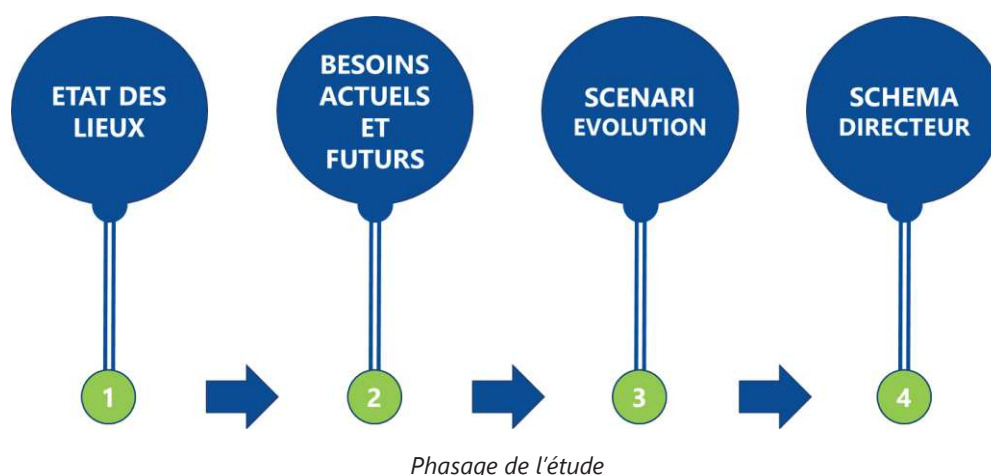 ETAT DES
LIEUX
BESOINS
ACTUELS
ET
FUTURS
SCENARI
EVOLUTION
SCHEMA
DIRECTEUR
1
2
3
4
Phasage de l'étude